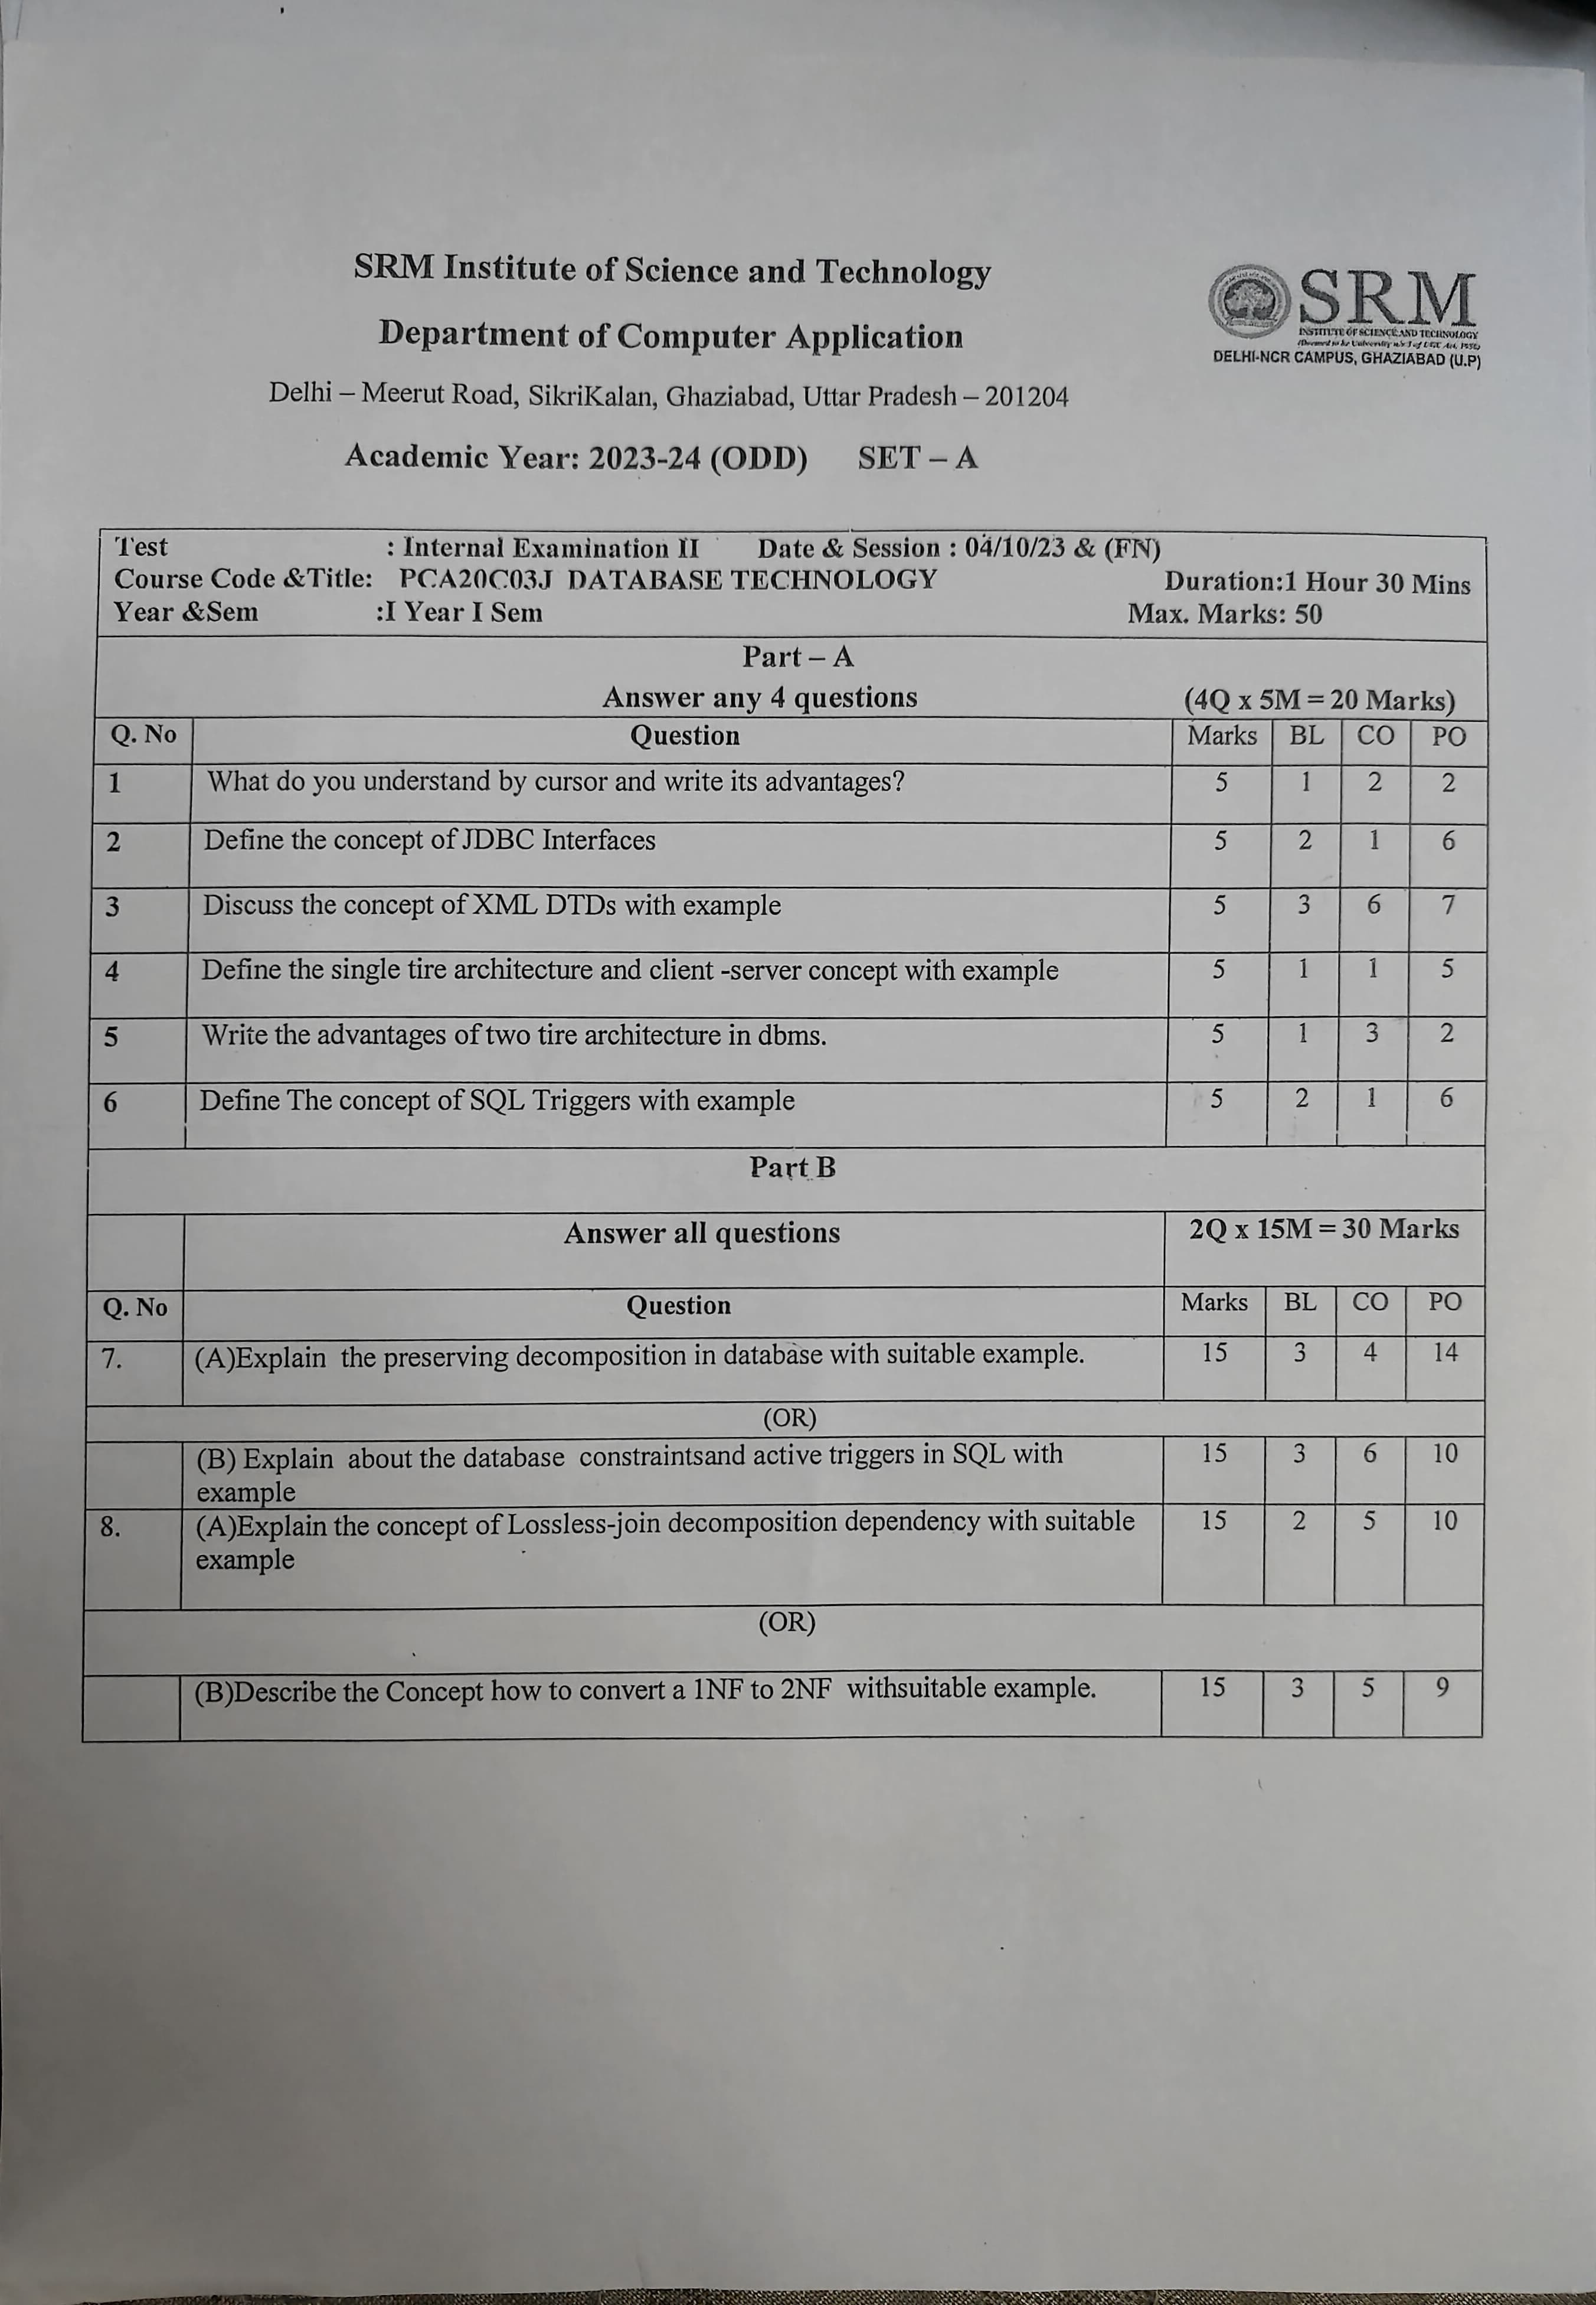 SRM Institute of Science and Technology
Department of Computer Application
Delhi – Meerut Road, SikriKalan, Ghaziabad, Uttar Pradesh – 201204
Academic Year: 2023-24 (ODD) SET – A
SRM
INSTITUTE OF SCIENCE AND TECHNOLOGY
(Deemed to be University u/s 3 of UGC Act, 1956)
DELHI-NCR CAMPUS, GHAZIABAD (U.P)
Test : Internal Examination II Date & Session : 04/10/23 & (FN)
Course Code &Title: PCA20C03J DATABASE TECHNOLOGY Duration:1 Hour 30 Mins
Year &Sem :I Year I Sem Max. Marks: 50
Part – A
Answer any 4 questions (4Q x 5M = 20 Marks)
Q. No Question Marks BL CO PO
1 What do you understand by cursor and write its advantages? 5 1 2 2
2 Define the concept of JDBC Interfaces 5 2 1 6
3 Discuss the concept of XML DTDs with example 5 3 6 7
4 Define the single tire architecture and client -server concept with example 5 1 1 5
5 Write the advantages of two tire architecture in dbms. 5 1 3 2
6 Define The concept of SQL Triggers with example 5 2 1 6
Part B
Answer all questions 2Q x 15M = 30 Marks
Q. No Question Marks BL CO PO
7. (A)Explain the preserving decomposition in database with suitable example. 15 3 4 14
(OR)
(B) Explain about the database constraintsand active triggers in SQL with 15 3 6 10
example
8. (A)Explain the concept of Lossless-join decomposition dependency with suitable 15 2 5 10
example
(OR)
(B)Describe the Concept how to convert a 1NF to 2NF withsuitable example. 15 3 5 9